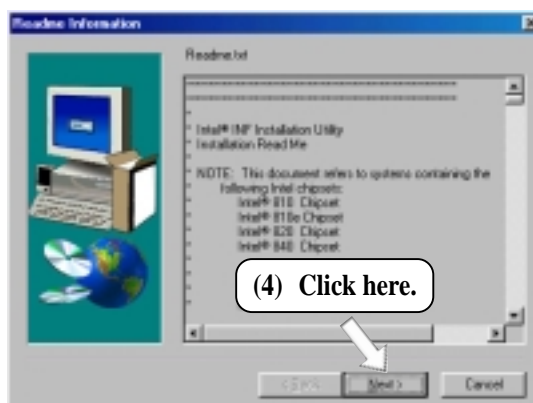 Readme Information
Readme.txt
* Intel® INF Installation Utility
* Installation Read Me
* NOTE: This document refers to systems containing the
* following Intel chipsets:
* Intel® 810 Chipset
* Intel® 810e Chipset
* Intel® 820 Chipset
* Intel® 840 Chipset
(4) Click here.
< Back
Next >
Cancel